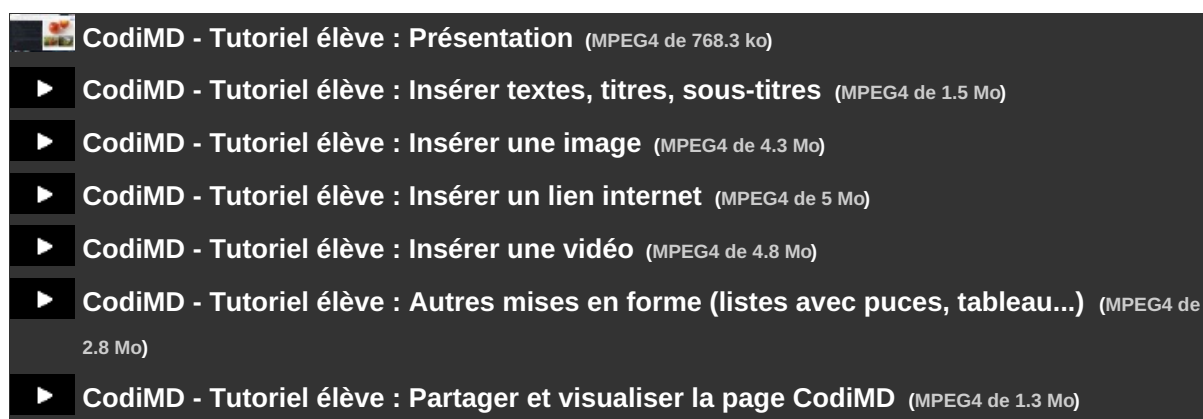 CodiMD - Tutoriel élève : Présentation (MPEG4 de 768.3 ko)
CodiMD - Tutoriel élève : Insérer textes, titres, sous-titres (MPEG4 de 1.5 Mo)
CodiMD - Tutoriel élève : Insérer une image (MPEG4 de 4.3 Mo)
CodiMD - Tutoriel élève : Insérer un lien internet (MPEG4 de 5 Mo)
CodiMD - Tutoriel élève : Insérer une vidéo (MPEG4 de 4.8 Mo)
CodiMD - Tutoriel élève : Autres mises en forme (listes avec puces, tableau...) (MPEG4 de
2.8 Mo)
CodiMD - Tutoriel élève : Partager et visualiser la page CodiMD (MPEG4 de 1.3 Mo)